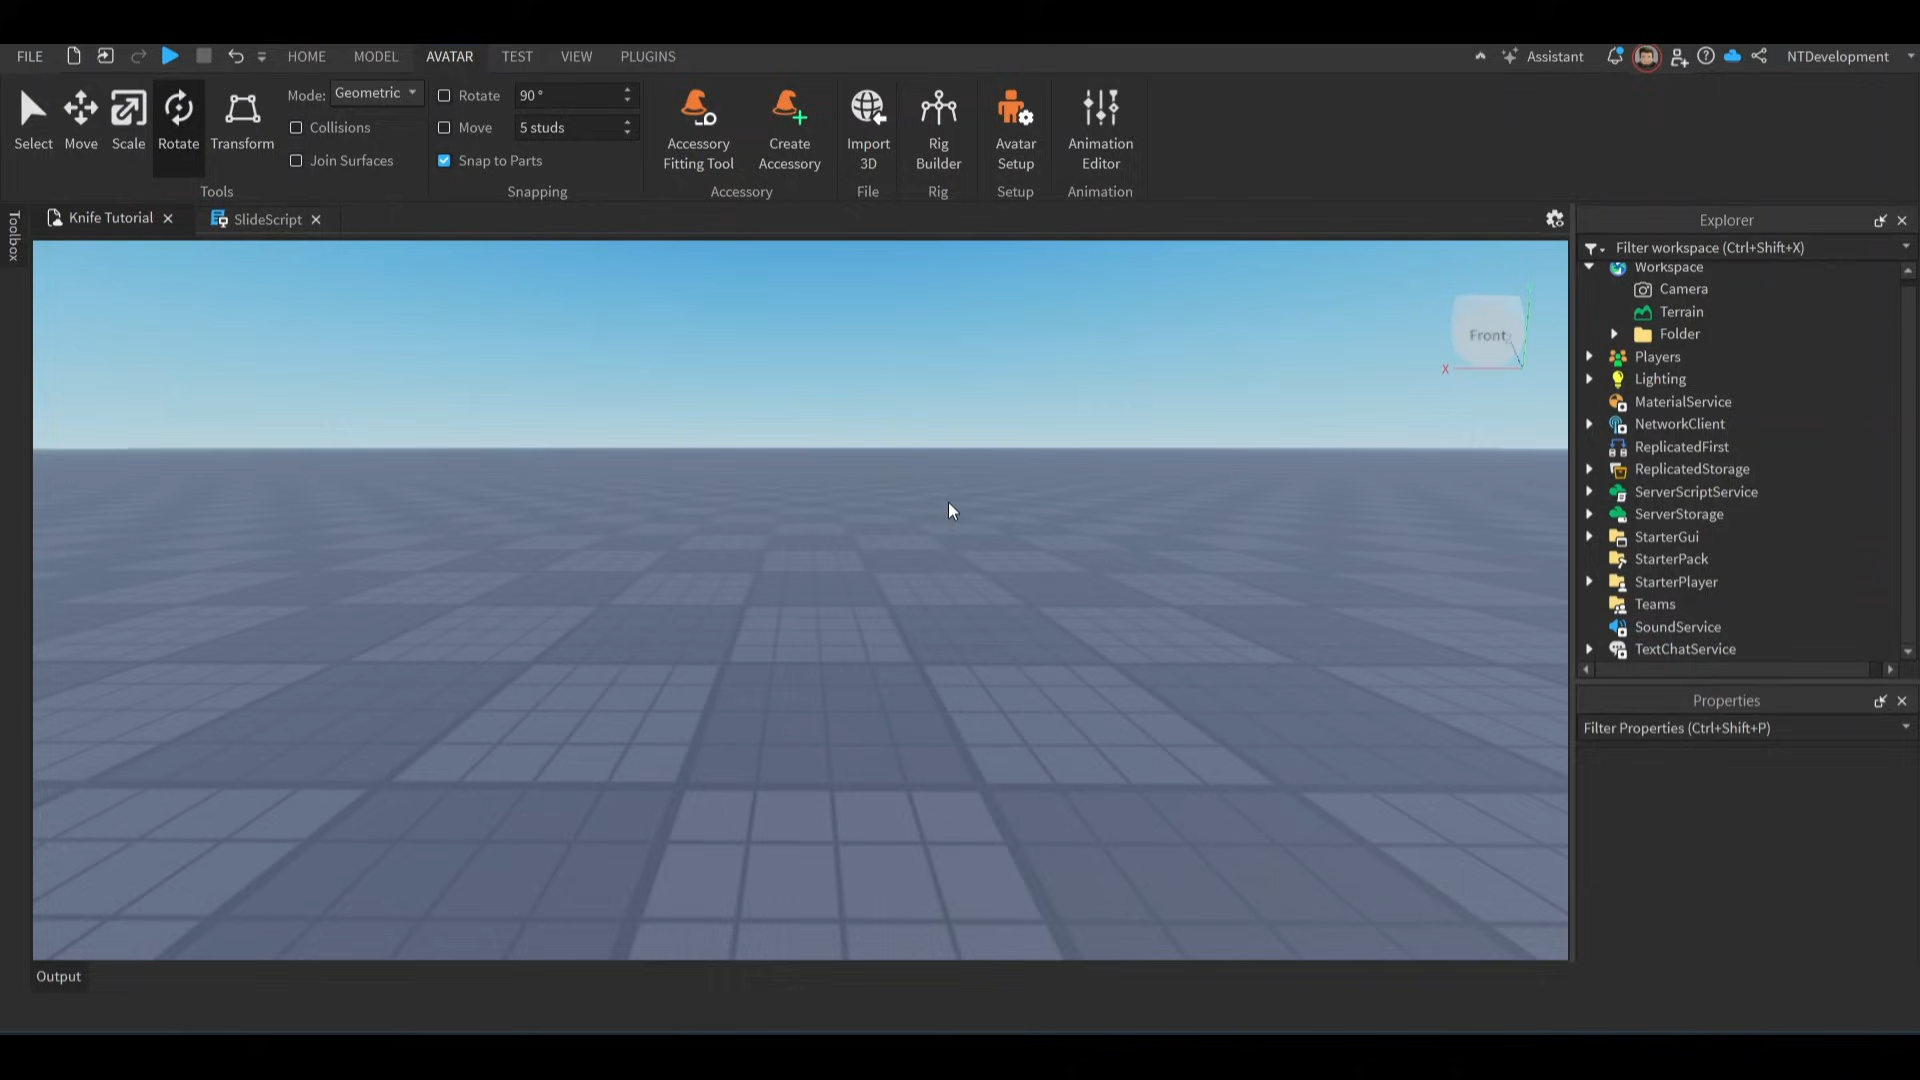 FILE HOME MODEL AVATAR TEST VIEW PLUGINS Assistant NTDevelopment
Select Move Scale Rotate Transform
Mode: Geometric
Collisions
Join Surfaces
Tools
Rotate 90 °
Move 5 studs
Snap to Parts
Snapping
Accessory Fitting Tool
Create Accessory
Accessory
Import 3D
File
Rig Builder
Rig
Avatar Setup
Setup
Animation Editor
Animation
Toolbox
Knife Tutorial
SlideScript
Front
X
Explorer
Filter workspace (Ctrl+Shift+X)
Workspace
Camera
Terrain
Folder
Players
Lighting
MaterialService
NetworkClient
ReplicatedFirst
ReplicatedStorage
ServerScriptService
ServerStorage
StarterGui
StarterPack
StarterPlayer
Teams
SoundService
TextChatService
Properties
Filter Properties (Ctrl+Shift+P)
Output